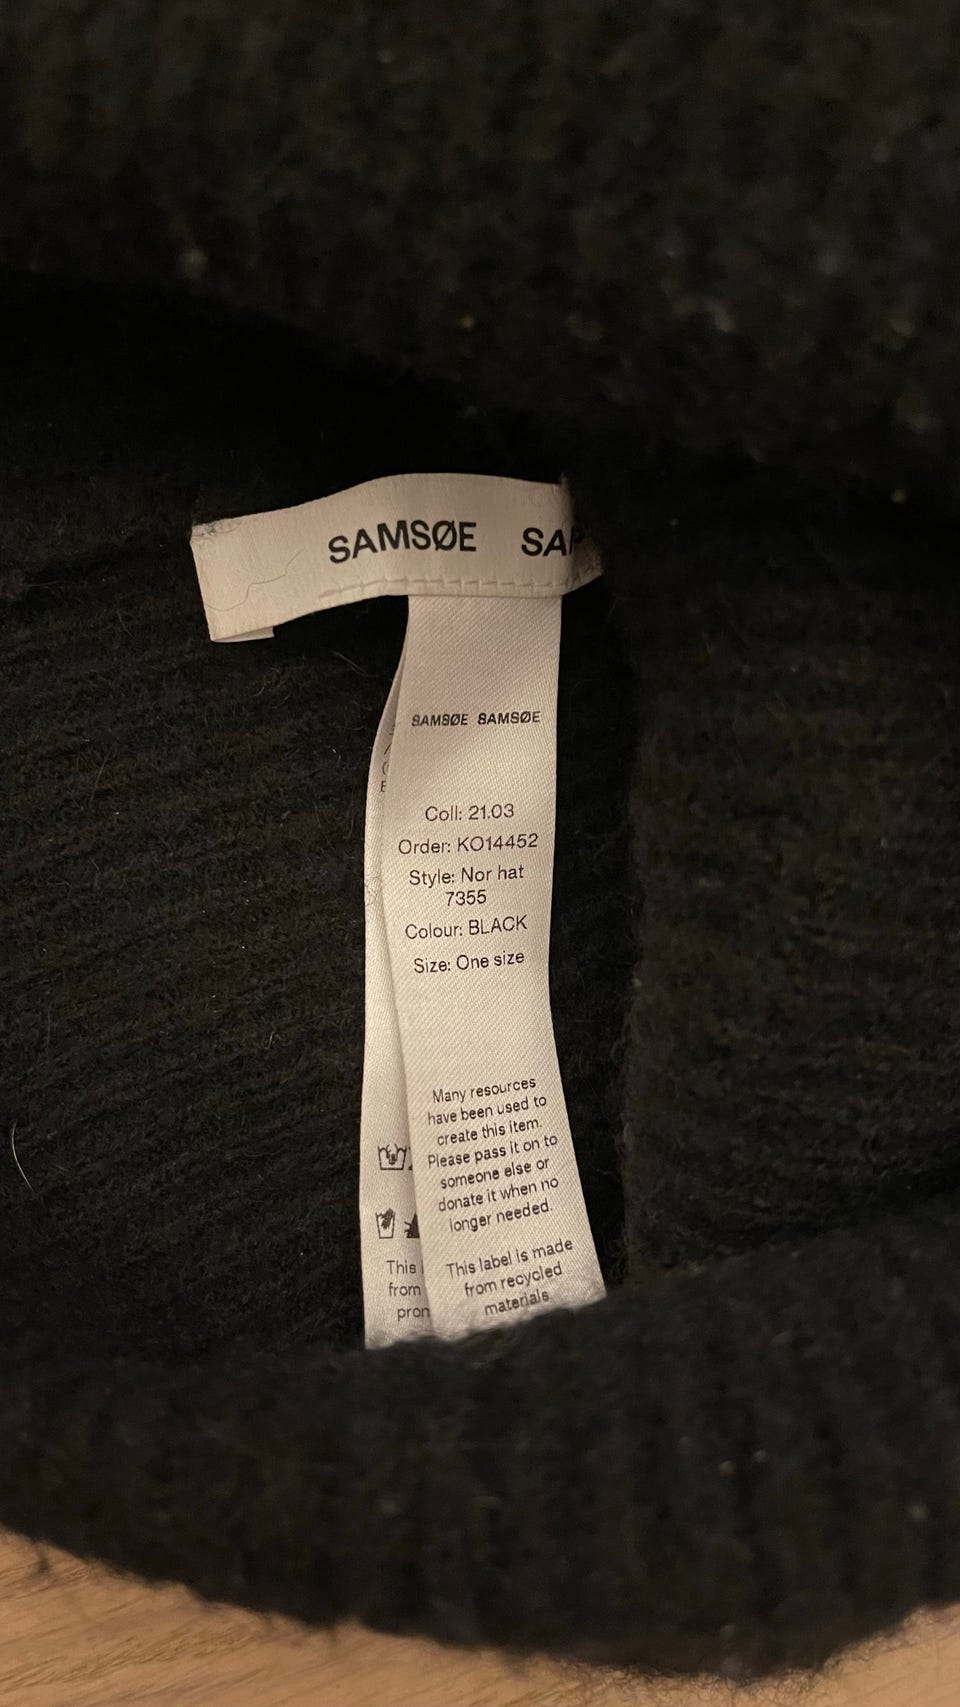 SAMSØE
SAMSØE SAMSØE
Coll: 21.03
Order: KO14452
Style: Nor hat
7355
Colour: BLACK
Size: One size
Many resources
have been used to
create this item.
Please pass it on to
someone else or
donate it when no
longer needed.
This label is made
from recycled
materials
This
from